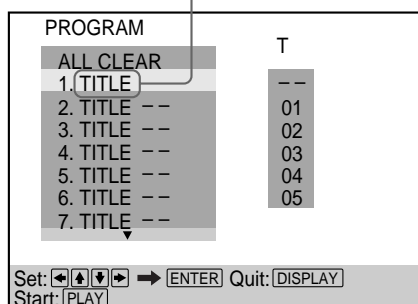 PROGRAM
T
ALL CLEAR
1. TITLE
– –
2. TITLE – –
01
3. TITLE – –
02
4. TITLE – –
03
5. TITLE – –
04
6. TITLE – –
05
7. TITLE – –
Set: ←↑↓→ ➡ ENTER Quit: DISPLAY
Start: PLAY